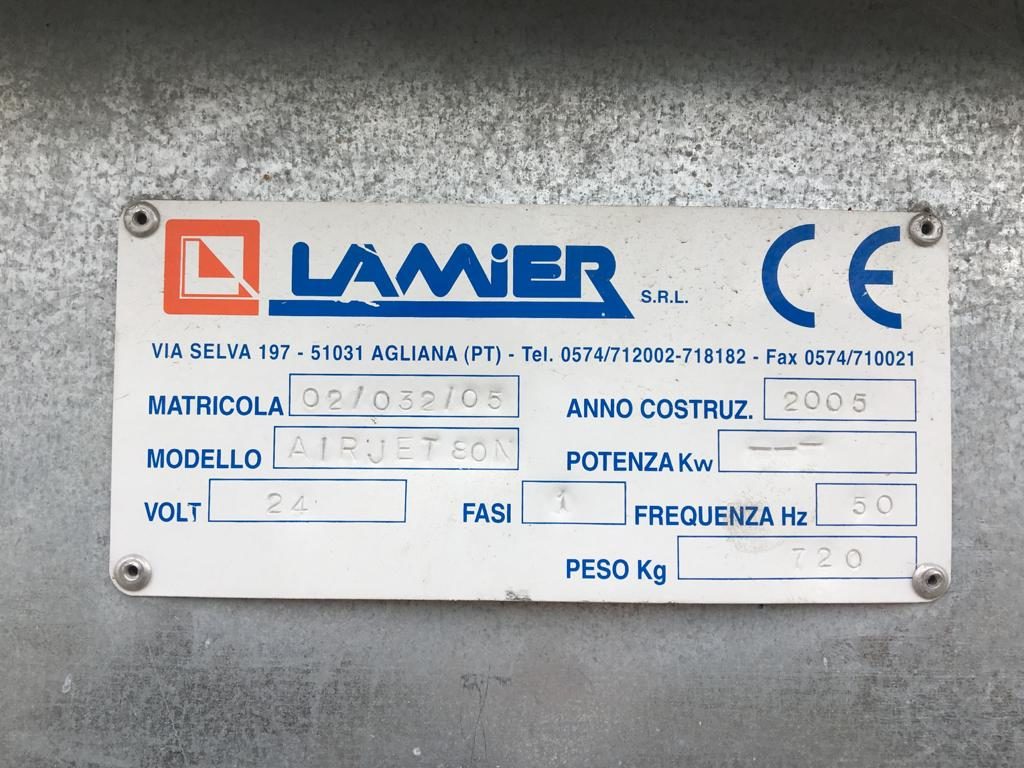 LAMiER S.R.L. CE
VIA SELVA 197 - 51031 AGLIANA (PT) - Tel. 0574/712002-718182 - Fax 0574/710021
MATRICOLA 02/032/05 ANNO COSTRUZ. 2005
MODELLO AIRJET 80N POTENZA Kw ---
VOLT 24 FASI 1 FREQUENZA Hz 50
PESO Kg 720